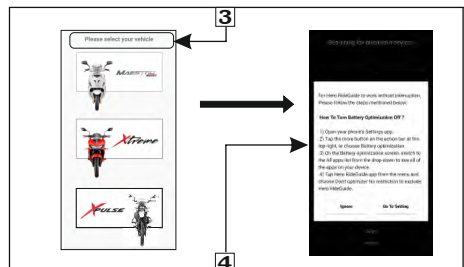 3
Please select your vehicle
MAESTRO
Xtreme
XPULSE
For Hero RideGuide to work without interruption,
Please follow the steps mentioned below:
How To Turn Battery Optimization Off ?
1) Open your phone's Settings app.
2) Tap the menu button on the action bar at the
top right, or choose Battery optimization.
3) On the Battery optimization screen, switch to
the All apps list from the drop-down to see all of
the apps on your device.
4) Tap Hero RideGuide app from the menu and
choose Don't optimize/ No restriction to exclude
Hero RideGuide.
Ignore
Go To Setting
4